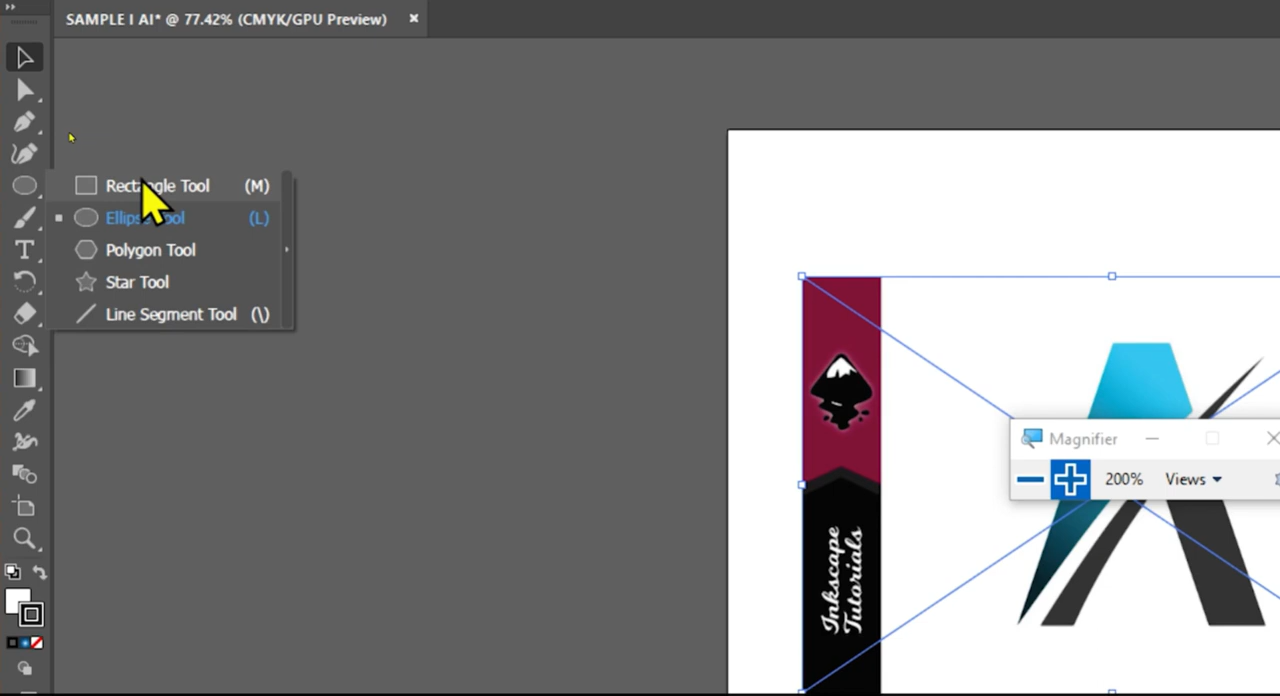 SAMPLE I AI* @ 77.42% (CMYK/GPU Preview)
Rectangle Tool (M)
Ellipse Tool (L)
Polygon Tool
Star Tool
Line Segment Tool (\)
Magnifier
200% Views
Inkscape
Tutorials